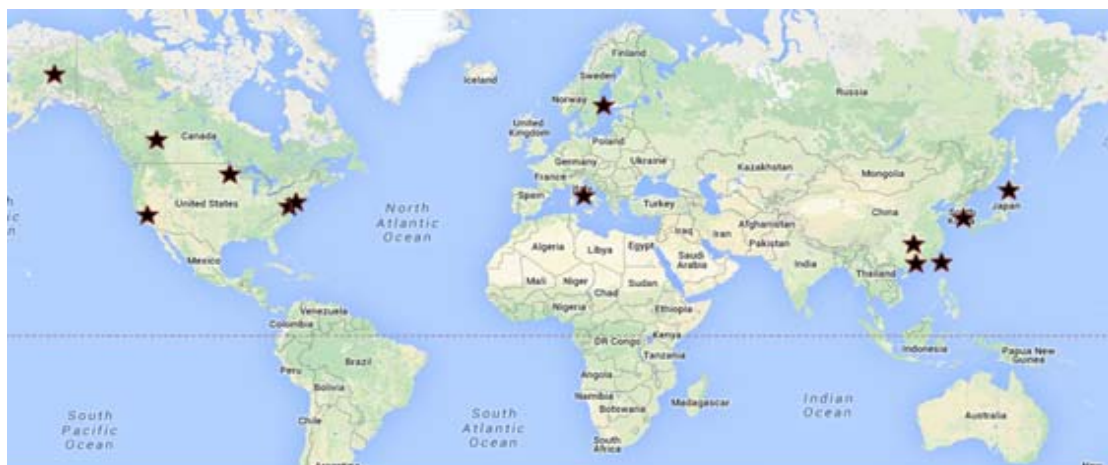 Iceland
Finland
Sweden
Norway
Russia
Canada
United
Kingdom
Poland
Germany
Ukraine
France
Kazakhstan
Mongolia
Spain
Turkey
United States
North
Atlantic
Ocean
China
Japan
Afghanistan
Iraq
Iran
Pakistan
Algeria
Libya
Egypt
Saudi
Arabia
India
Mexico
Mali
Niger
Chad
Sudan
Thailand
Nigeria
Ethiopia
Venezuela
Colombia
DR Congo
Kenya
Tanzania
Indonesia
Papua New
Guinea
Peru
Brazil
Angola
Bolivia
Namibia
Botswana
Madagascar
Indian
Ocean
Chile
South
Pacific
Ocean
South
Atlantic
Ocean
South
Africa
Australia